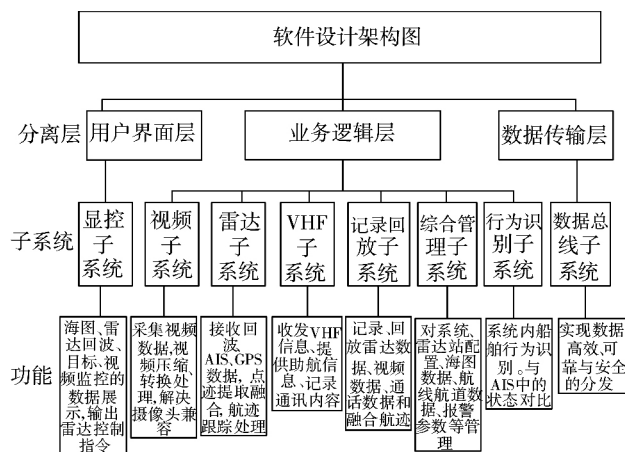 软件设计架构图
分离层
用户界面层
业务逻辑层
数据传输层
子系统
显控
子
系统
视频
子
系统
雷达
子
系统
VHF
子
系统
记录回
放子
系统
综合管
理子系
统
行为识
别子系
统
数据总
线子系
统
功能
海图、雷
达回波、
目标、视
频监控的
数据展
示,输出
雷达控制
指令
采集视频
数据,视
频压缩、
转换处
理,解决
摄像头兼
容
接收回
波、
AIS、GPS
数据，点
迹提取融
合,航迹
跟踪处理
收发VHF
信息、提
供助航信
息、记录
通讯内容
记录、回
放雷达数
据、视频
数据、通
话数据和
融合航迹
对系统、
雷达站配
置、海图
数据、航
线航道数
据、报警
参数等管
理
系统内船
舶行为识
别。与
AIS中的
状态对比
实现数据
高效、可
靠与安
全的分发